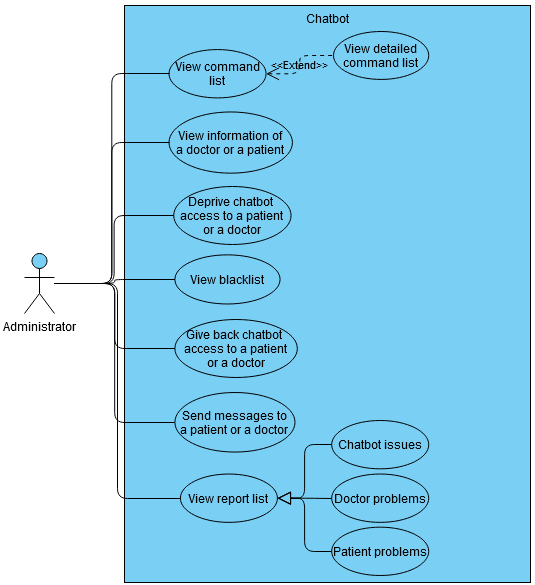 Chatbot
View command
list
<<Extend>>
View detailed
command list
View information of
a doctor or a patient
Deprive chatbot
access to a patient
or a doctor
View blacklist
Administrator
Give back chatbot
access to a patient
or a doctor
Send messages to
a patient or a doctor
Chatbot issues
View report list
Doctor problems
Patient problems